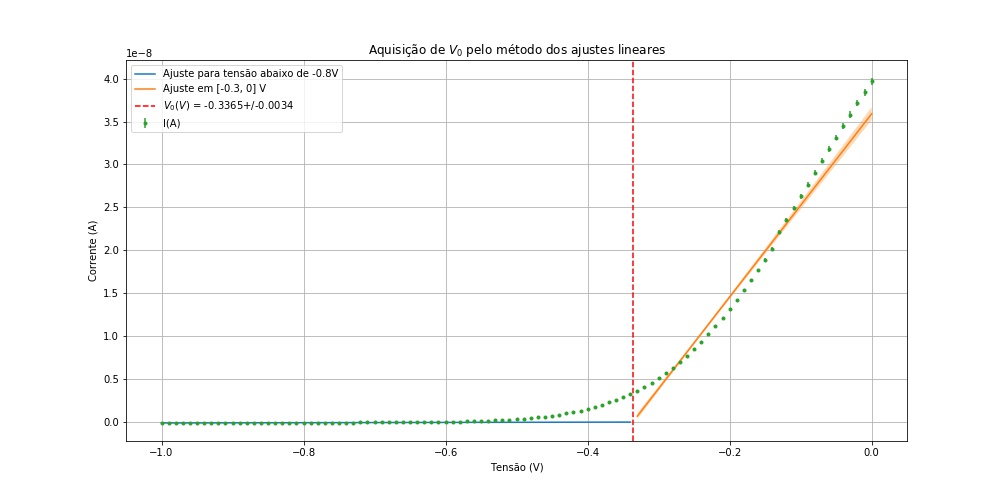 Aquisição de V₀ pelo método dos ajustes lineares
1e−8
Ajuste para tensão abaixo de -0.8V
Ajuste em [-0.3, 0] V
V₀(V) = -0.3365+/-0.0034
I(A)
4.0
3.5
3.0
2.5
2.0
1.5
1.0
0.5
0.0
Corrente (A)
−1.0 −0.8 −0.6 −0.4 −0.2 0.0
Tensão (V)